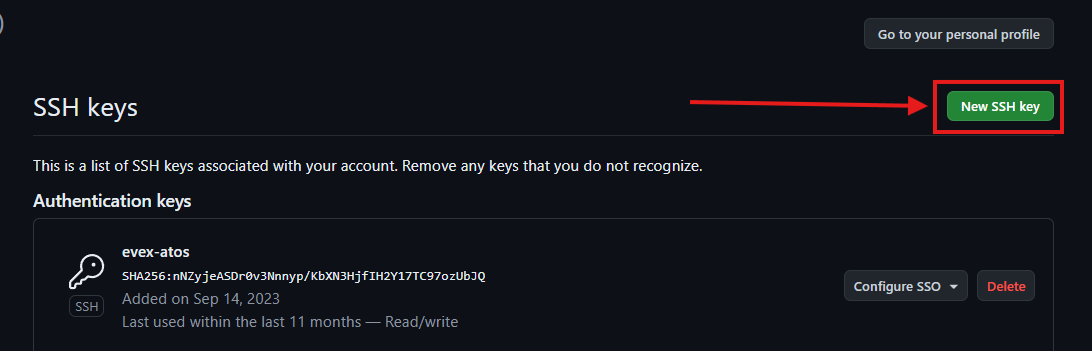 Go to your personal profile
SSH keys
New SSH key
This is a list of SSH keys associated with your account. Remove any keys that you do not recognize.
Authentication keys
evex-atos
SHA256:nNZyjeASDr0v3Nnnyp/KbXN3HjfIH2Y17TC97ozUbJQ
SSH
Added on Sep 14, 2023
Last used within the last 11 months — Read/write
Configure SSO
Delete